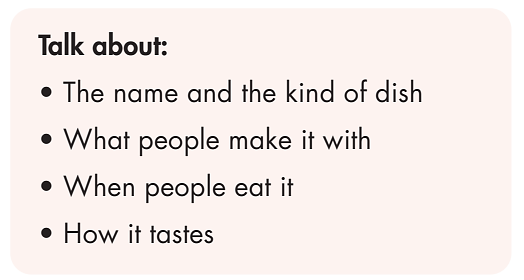 Talk about:
• The name and the kind of dish
• What people make it with
• When people eat it
• How it tastes